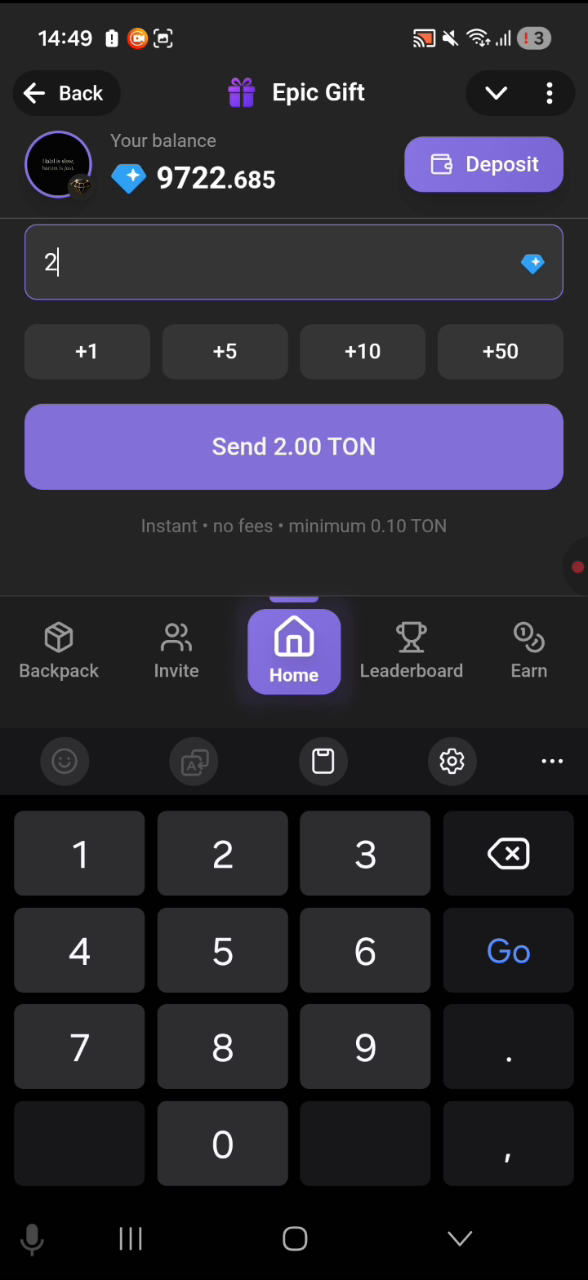 14:49
3
Back
Epic Gift
Your balance
9722.685
Deposit
2
+1 +5 +10 +50
Send 2.00 TON
Instant • no fees • minimum 0.10 TON
Backpack Invite Home Leaderboard Earn
1 2 3
4 5 6 Go
7 8 9 .
0 ,